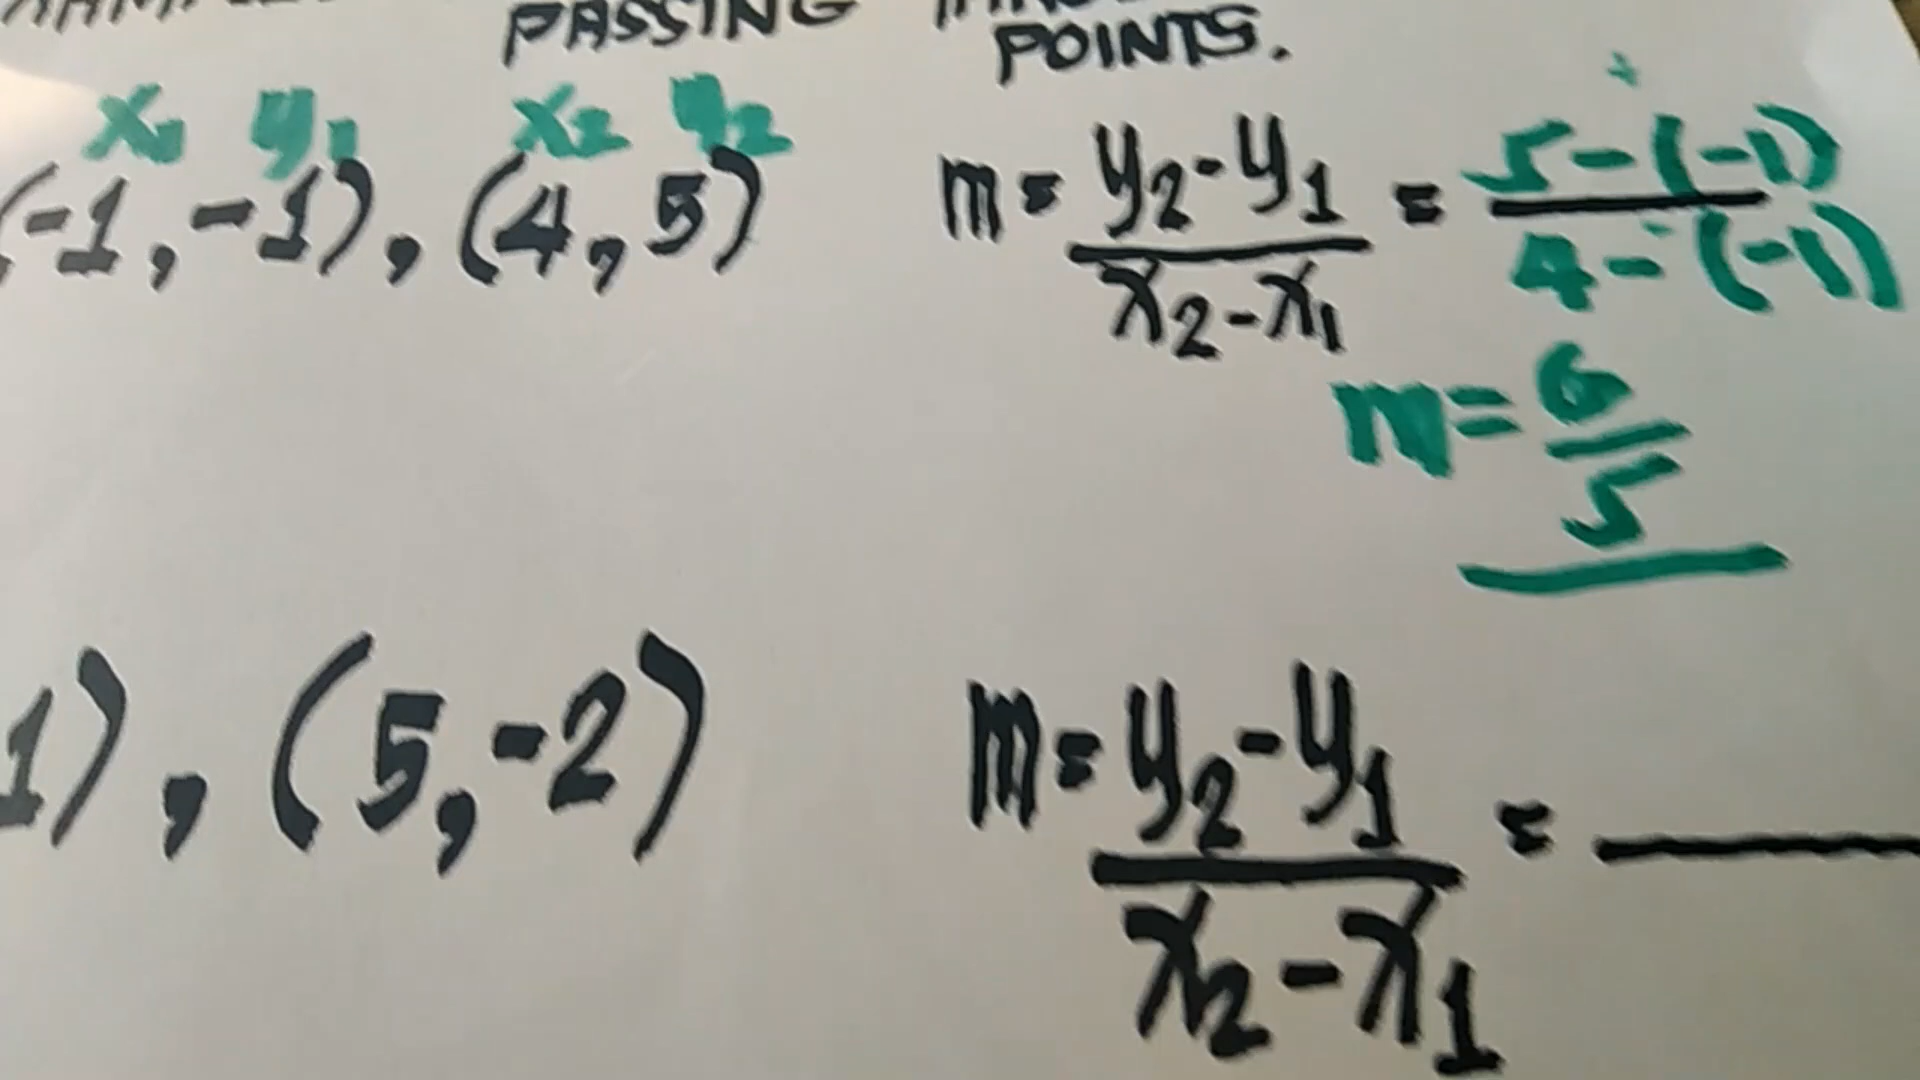 PASSING
POINTS.
x1 y1 x2 y2
(-1,-1), (4,5) m = y2-y1 / x2-x1 = 5-(-1) / 4-(-1)
m = 6/5
1), (5,-2) m = y2-y1 / x2-x1 =